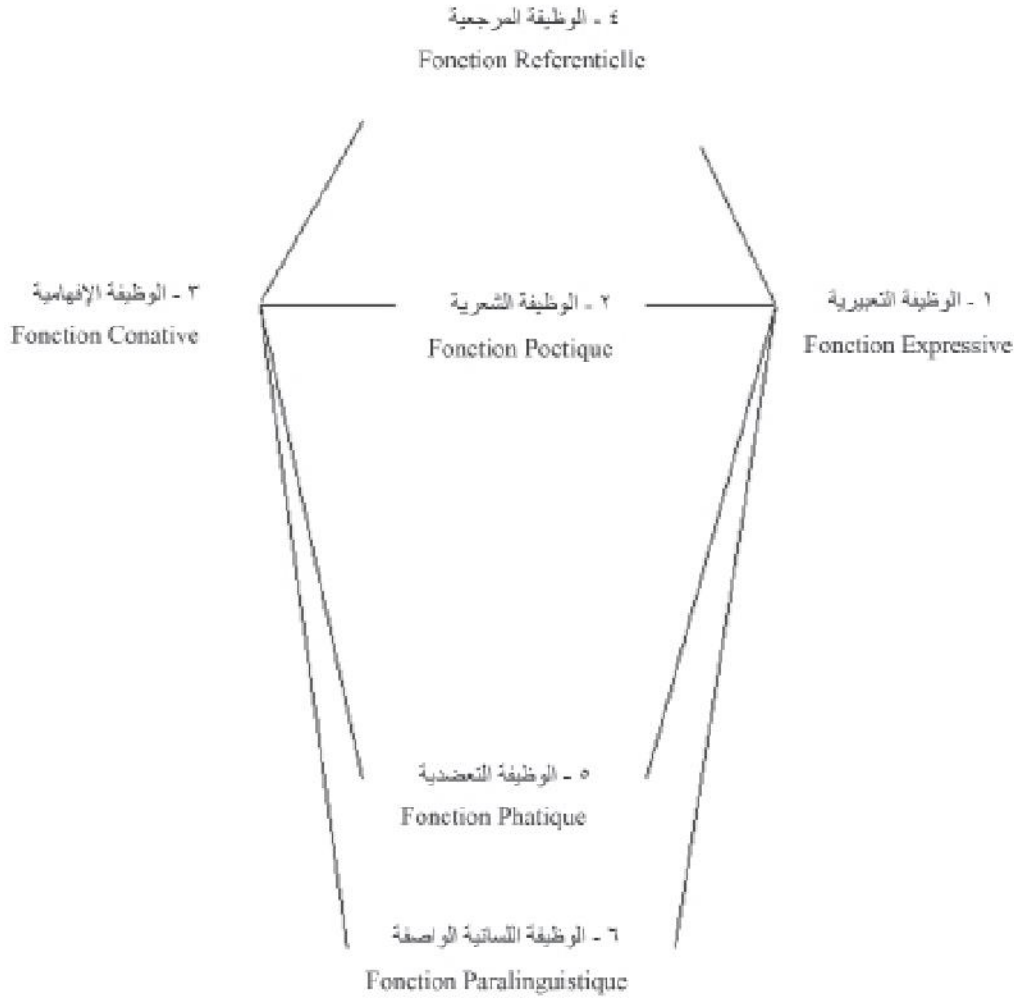 ٤ - الوظيفة المرجعية
Fonction Referentielle
١ - الوظيفة التعبيرية
Fonction Expressive
٢ - الوظيفة الشعرية
Fonction Poctique
٣ - الوظيفة الإفهامية
Fonction Conative
٥ - الوظيفة التعضدية
Fonction Phatique
٦ - الوظيفة اللسانية الواصفة
Fonction Paralinguistique